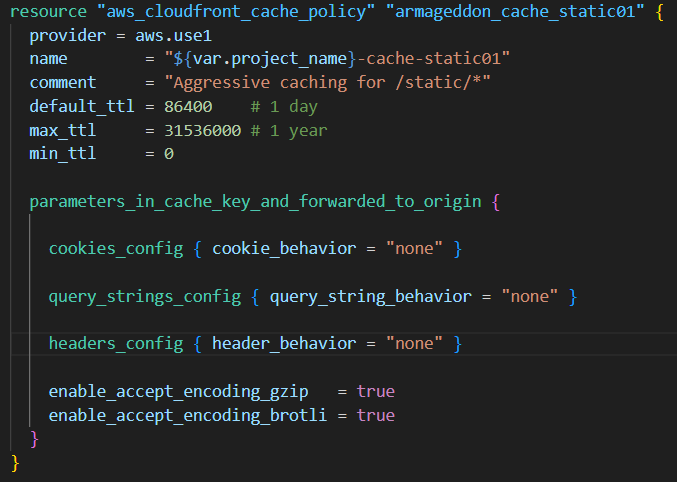 resource "aws_cloudfront_cache_policy" "armageddon_cache_static01" {
  provider = aws.use1
  name        = "${var.project_name}-cache-static01"
  comment     = "Aggressive caching for /static/*"
  default_ttl = 86400    # 1 day
  max_ttl     = 31536000 # 1 year
  min_ttl     = 0
  parameters_in_cache_key_and_forwarded_to_origin {
    cookies_config { cookie_behavior = "none" }
    query_strings_config { query_string_behavior = "none" }
    headers_config { header_behavior = "none" }
    enable_accept_encoding_gzip   = true
    enable_accept_encoding_brotli = true
  }
}